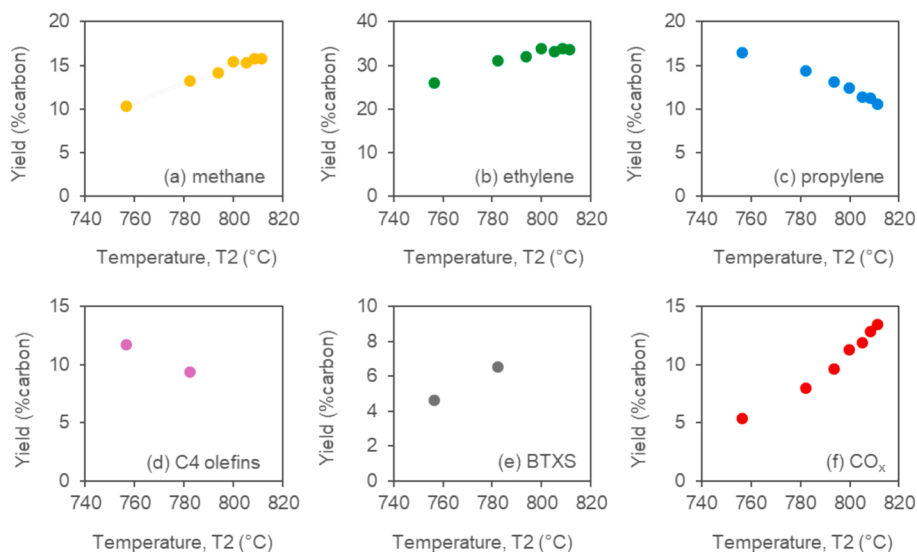 20
15
10
5
0
740 760 780 800 820
Yield (%carbon)
(a) methane
Temperature, T2 (°C)
40
30
20
10
0
740 760 780 800 820
Yield (%carbon)
(b) ethylene
Temperature, T2 (°C)
20
15
10
5
0
740 760 780 800 820
Yield (%carbon)
(c) propylene
Temperature, T2 (°C)
15
10
5
0
740 760 780 800 820
Yield (%carbon)
(d) C4 olefins
Temperature, T2 (°C)
10
8
6
4
2
0
740 760 780 800 820
Yield (%carbon)
(e) BTXS
Temperature, T2 (°C)
15
10
5
0
740 760 780 800 820
Yield (%carbon)
(f) COₓ
Temperature, T2 (°C)